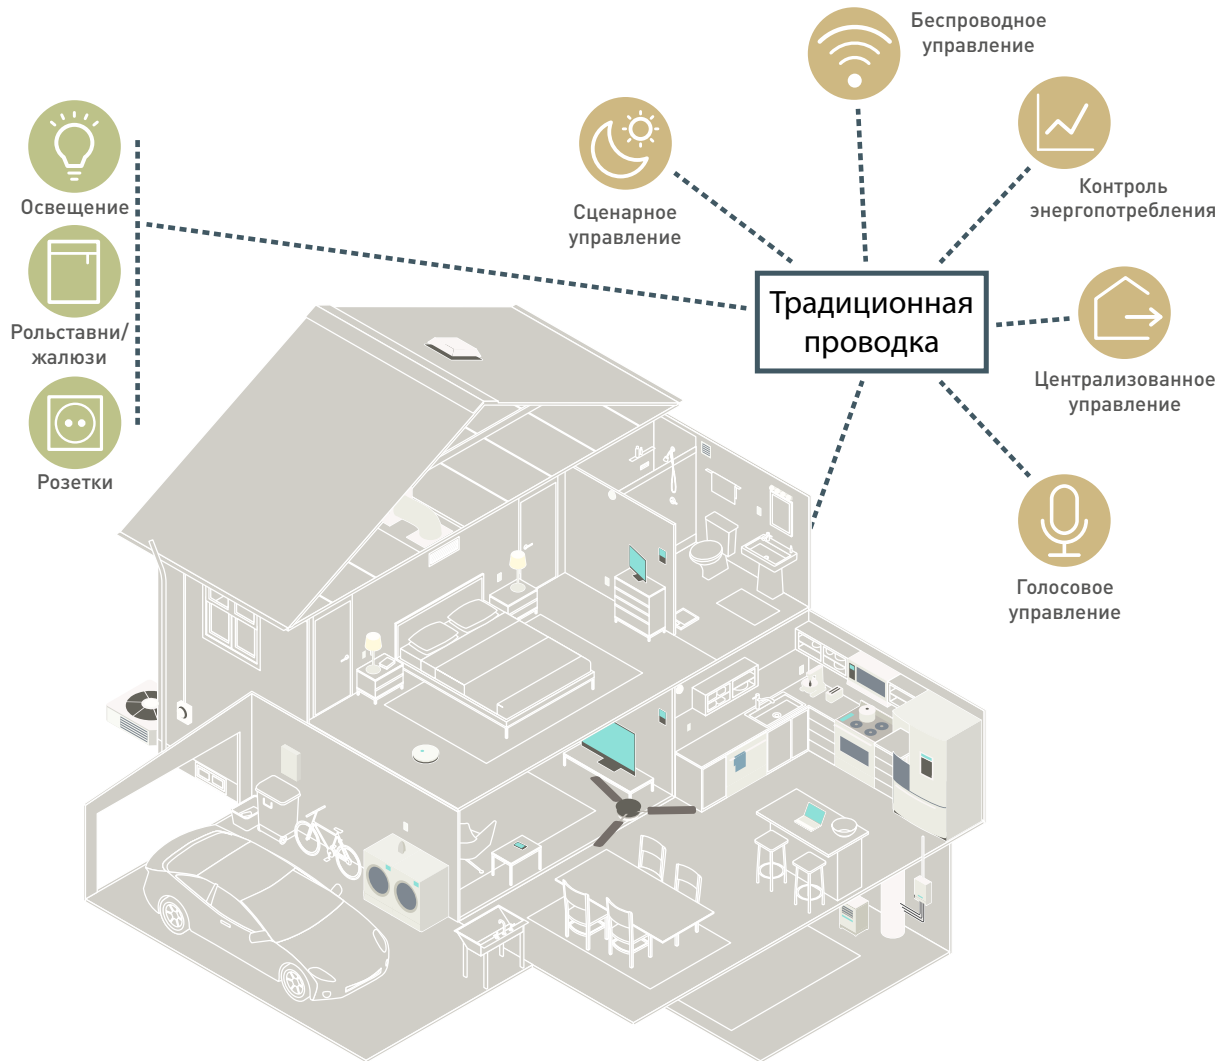 Беспроводное
управление
Сценарное
управление
Контроль
энергопотребления
Освещение
Рольставни/
жалюзи
Розетки
Традиционная
проводка
Централизованное
управление
Голосовое
управление